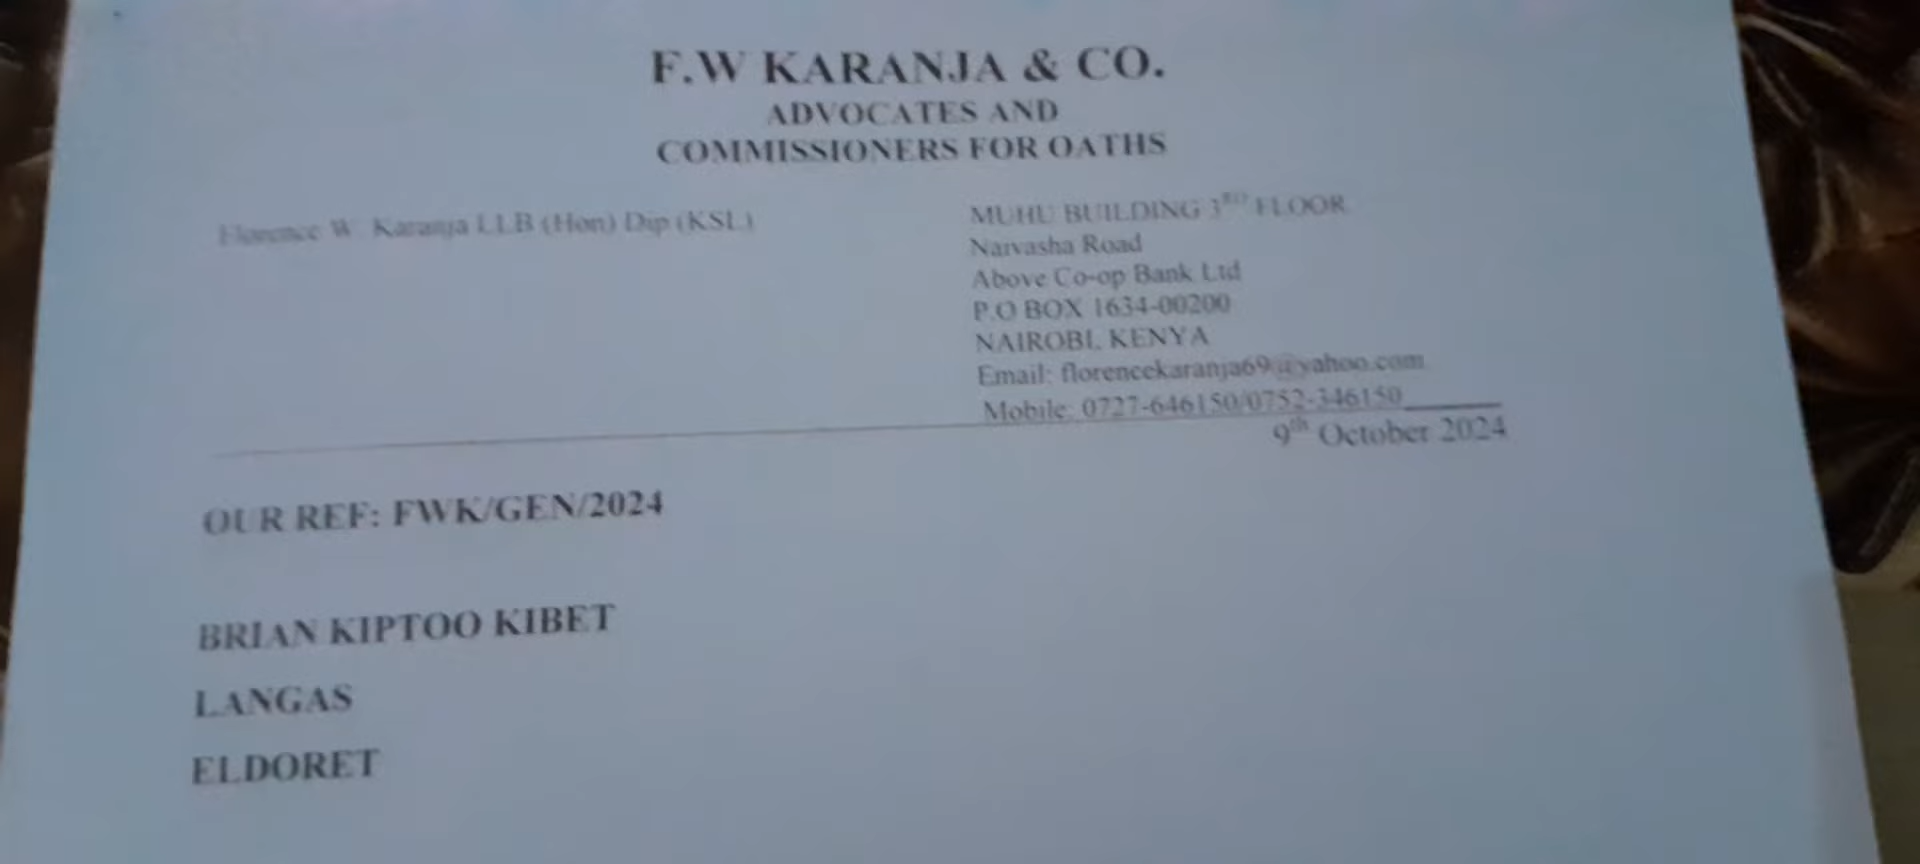 F.W KARANJA & CO.
ADVOCATES AND
COMMISSIONERS FOR OATHS
Florence W. Karanja LLB (Hon) Dip (KSL)
MUHU BUILDING 3RD FLOOR
Naivasha Road
Above Co-op Bank Ltd
P.O BOX 1634-00200
NAIROBI, KENYA
Email: florencekaranja69@yahoo.com
Mobile: 0727-646150/0752-346150
9th October 2024
OUR REF: FWK/GEN/2024
BRIAN KIPTOO KIBET
LANGAS
ELDORET